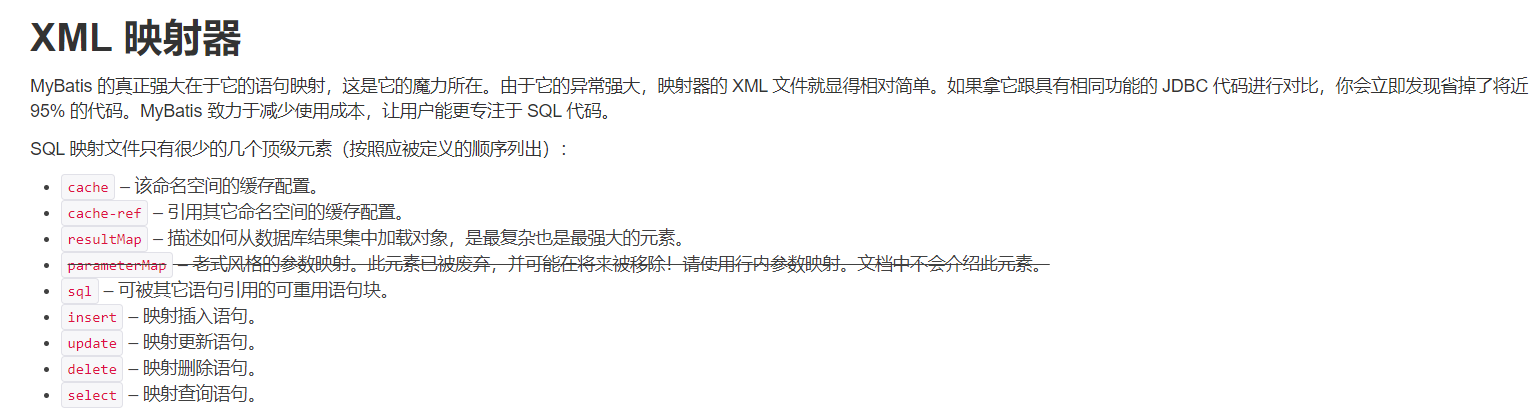 XML 映射器
MyBatis 的真正强大在于它的语句映射，这是它的魔力所在。由于它的异常强大，映射器的 XML 文件就显得相对简单。如果拿它跟具有相同功能的 JDBC 代码进行对比，你会立即发现省掉了将近
95% 的代码。MyBatis 致力于减少使用成本，让用户能更专注于 SQL 代码。
SQL 映射文件只有很少的几个顶级元素（按照应被定义的顺序列出）：
• cache – 该命名空间的缓存配置。
• cache-ref – 引用其它命名空间的缓存配置。
• resultMap – 描述如何从数据库结果集中加载对象，是最复杂也是最强大的元素。
• parameterMap – 老式风格的参数映射。此元素已被废弃，并可能在将来被移除！请使用行内参数映射。文档中不会介绍此元素。
• sql – 可被其它语句引用的可重用语句块。
• insert – 映射插入语句。
• update – 映射更新语句。
• delete – 映射删除语句。
• select – 映射查询语句。